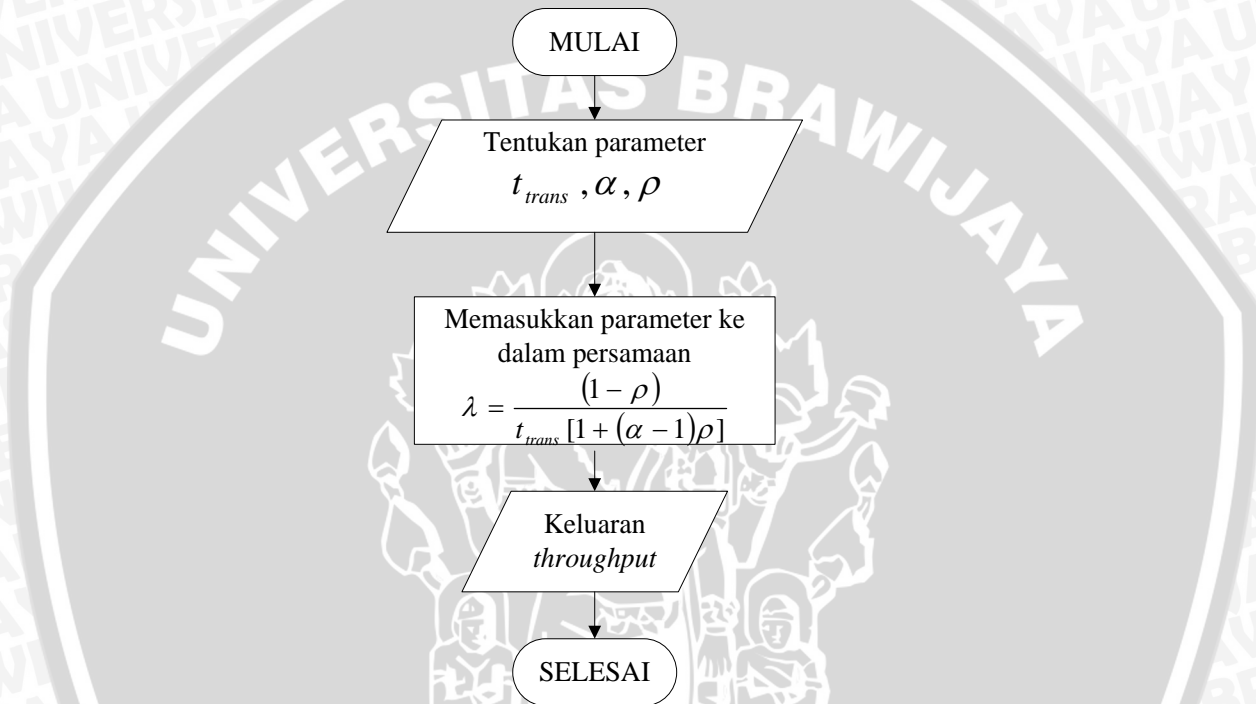 MULAI
UNIVERSITAS BRAWIJAYA
Tentukan parameter
t_trans , α , ρ
Memasukkan parameter ke
dalam persamaan
λ = (1 − ρ) / t_trans [1 + (α − 1)ρ]
Keluaran
throughput
SELESAI